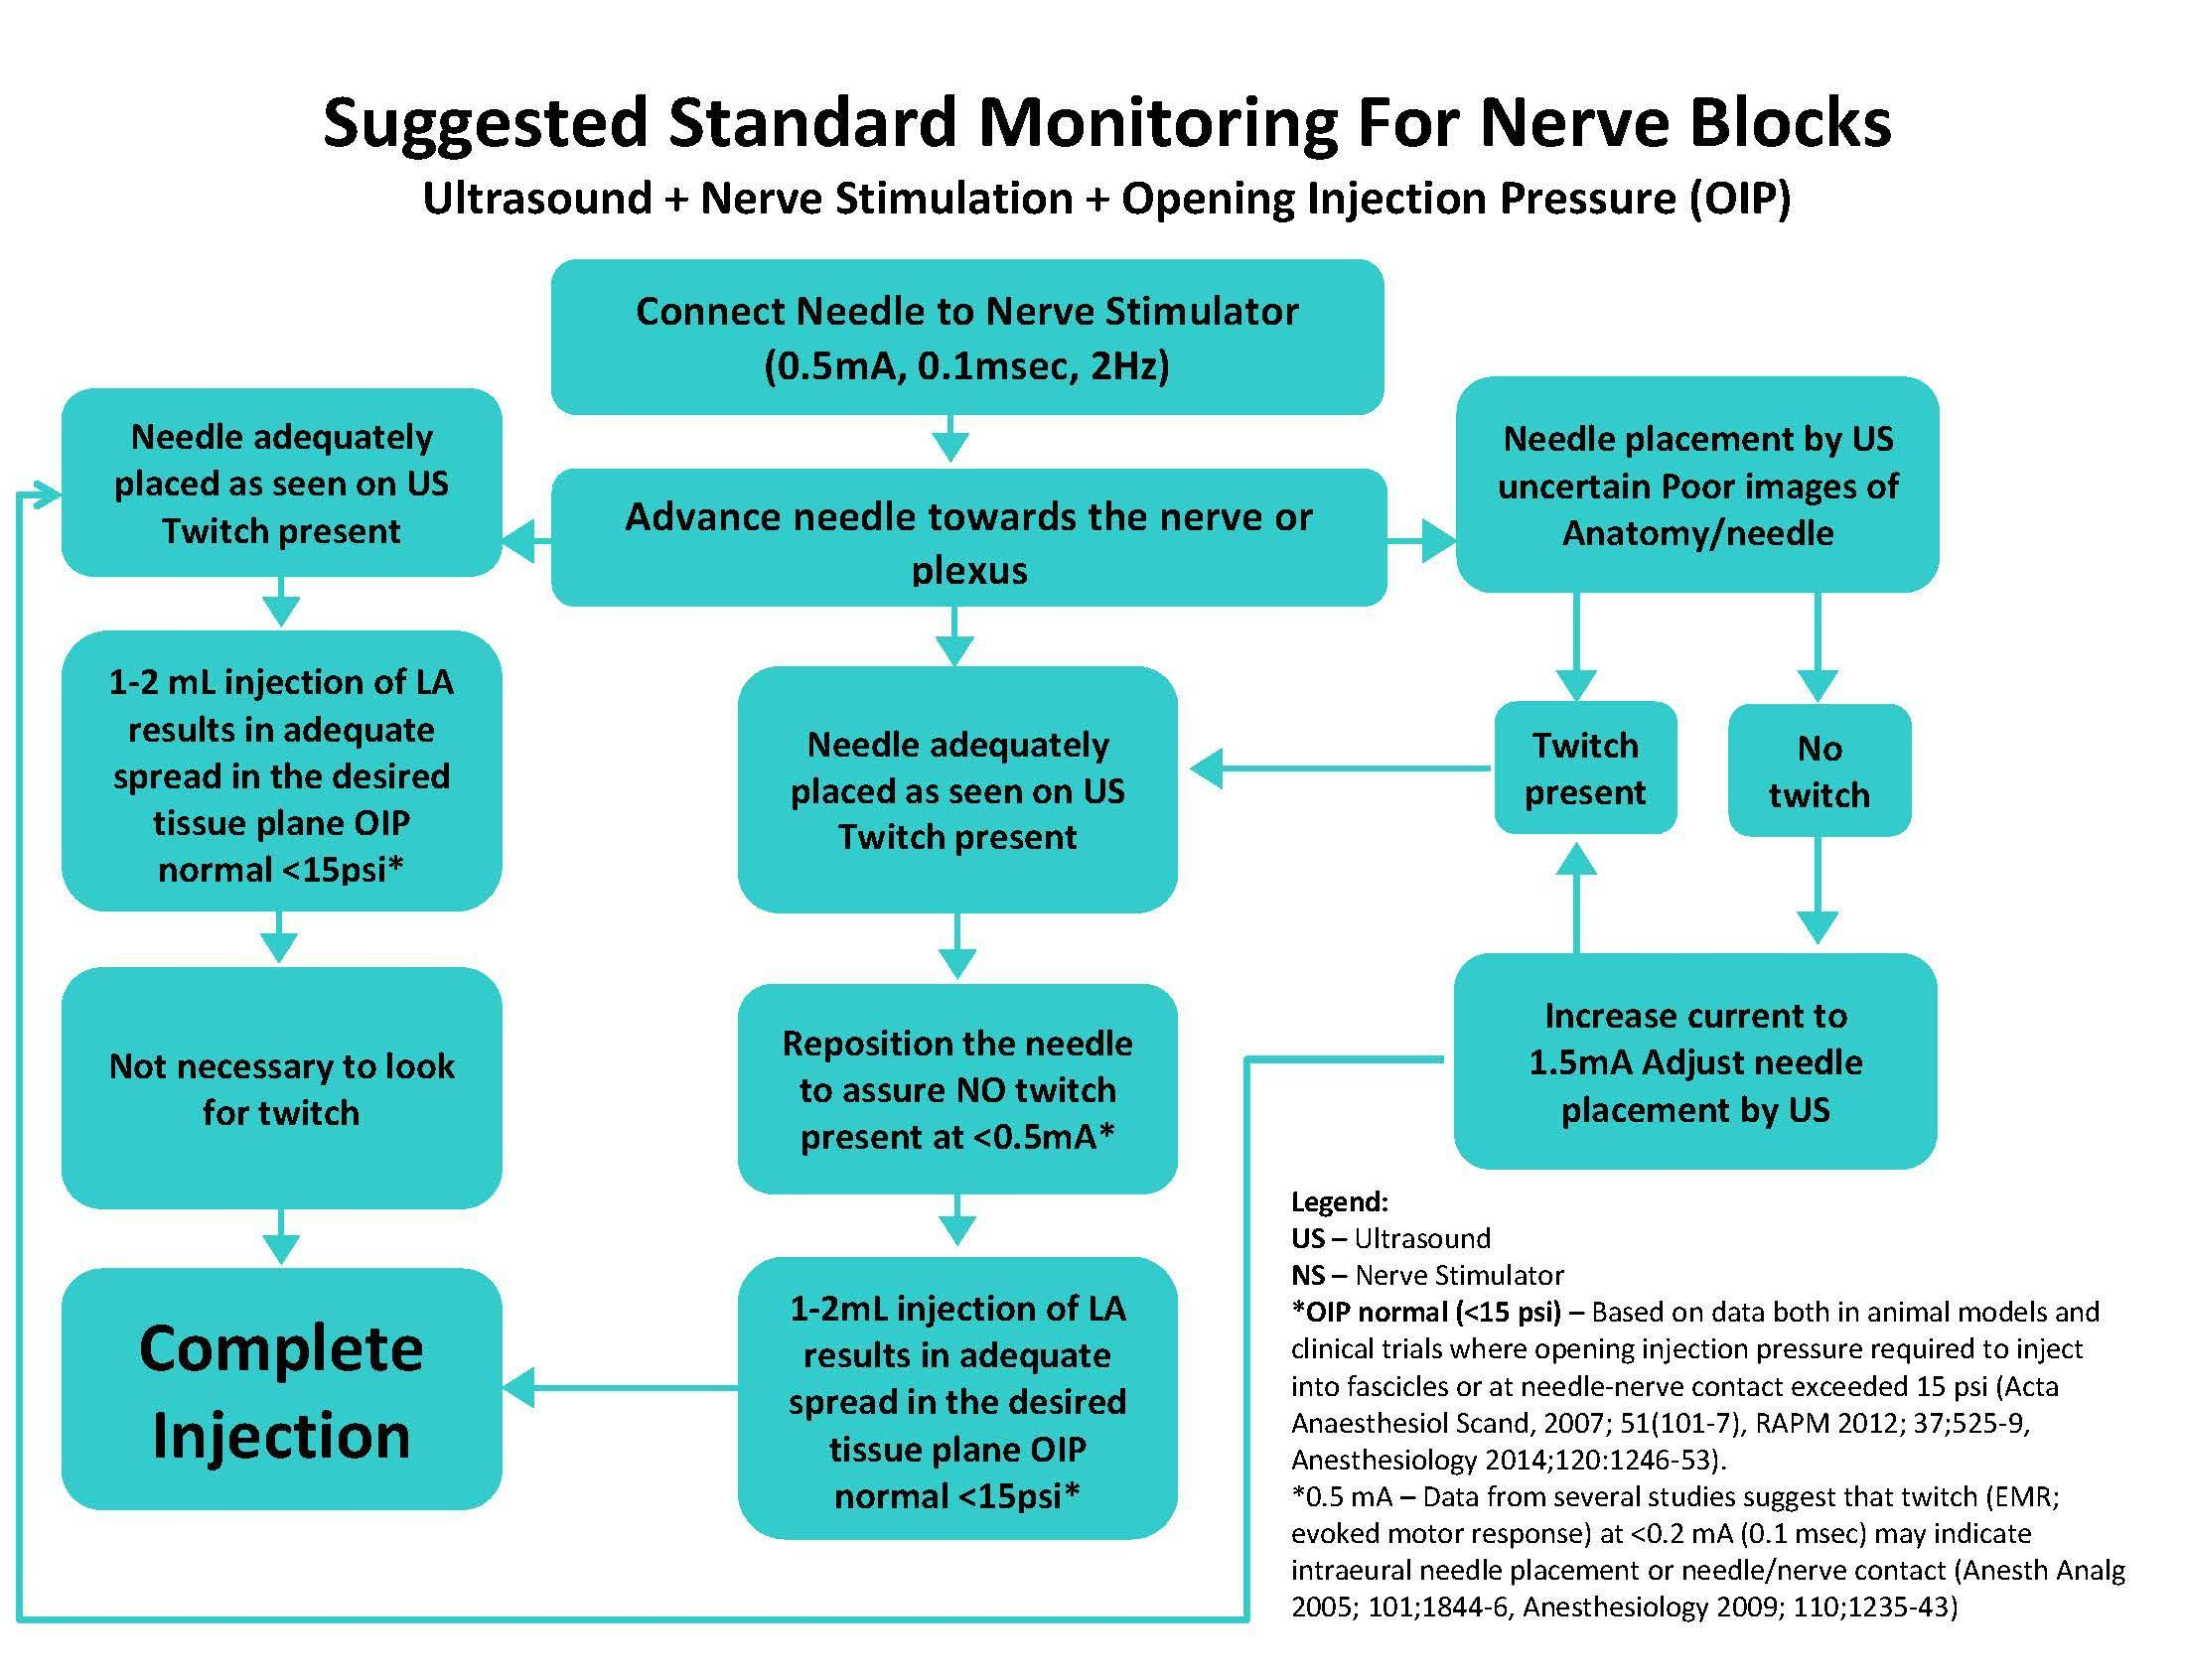 Suggested Standard Monitoring For Nerve Blocks
Ultrasound + Nerve Stimulation + Opening Injection Pressure (OIP)
Connect Needle to Nerve Stimulator
(0.5mA, 0.1msec, 2Hz)
Advance needle towards the nerve or
plexus
Needle adequately
placed as seen on US
Twitch present
1-2 mL injection of LA
results in adequate
spread in the desired
tissue plane OIP
normal <15psi*
Not necessary to look
for twitch
Complete
Injection
Needle adequately
placed as seen on US
Twitch present
Reposition the needle
to assure NO twitch
present at <0.5mA*
1-2mL injection of LA
results in adequate
spread in the desired
tissue plane OIP
normal <15psi*
Needle placement by US
uncertain Poor images of
Anatomy/needle
Twitch
present
No
twitch
Increase current to
1.5mA Adjust needle
placement by US
Legend:
US – Ultrasound
NS – Nerve Stimulator
*OIP normal (<15 psi) – Based on data both in animal models and
clinical trials where opening injection pressure required to inject
into fascicles or at needle-nerve contact exceeded 15 psi (Acta
Anaesthesiol Scand, 2007; 51(101-7), RAPM 2012; 37;525-9,
Anesthesiology 2014;120:1246-53).
*0.5 mA – Data from several studies suggest that twitch (EMR;
evoked motor response) at <0.2 mA (0.1 msec) may indicate
intraeural needle placement or needle/nerve contact (Anesth Analg
2005; 101;1844-6, Anesthesiology 2009; 110;1235-43)